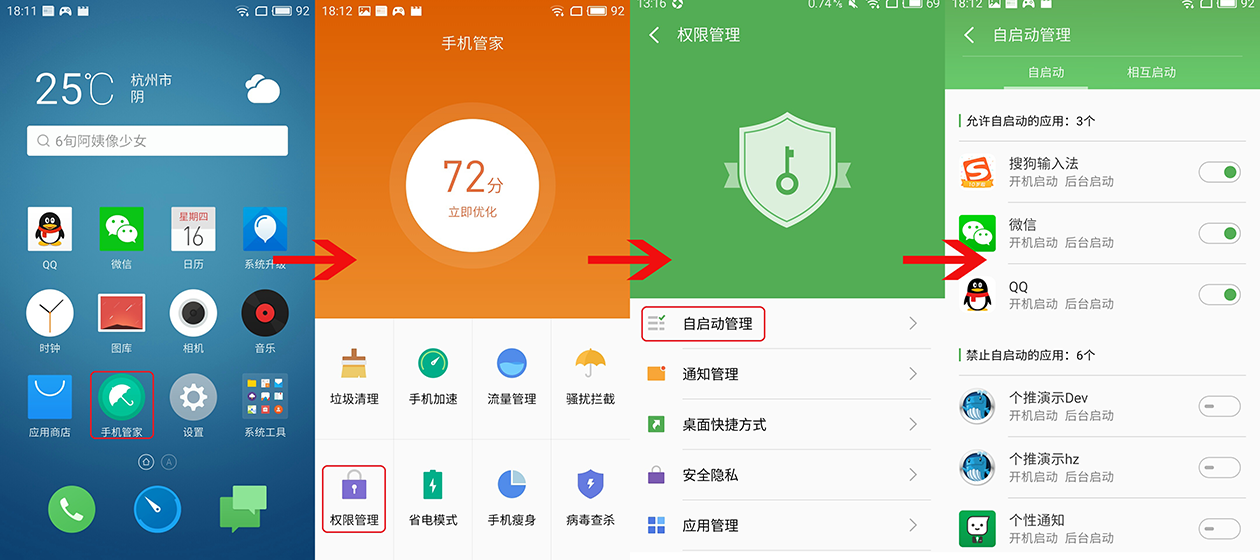 18:11
92
25℃
杭州市
阴
6旬阿姨像少女
星期四
16
QQ
微信
日历
系统升级
时钟
图库
相机
音乐
应用商店
手机管家
设置
系统工具
A
18:12
92
手机管家
72分
立即优化
垃圾清理
手机加速
流量管理
骚扰拦截
权限管理
省电模式
手机瘦身
病毒查杀
13:16
0.74%
69
权限管理
自启动管理
通知管理
桌面快捷方式
安全隐私
应用管理
18:12
92
自启动管理
自启动
相互启动
允许自启动的应用：3个
搜狗输入法
开机启动 后台启动
微信
开机启动 后台启动
QQ
开机启动 后台启动
禁止自启动的应用：6个
个推演示Dev
开机启动 后台启动
个推演示hz
开机启动 后台启动
个性通知
开机启动 后台启动